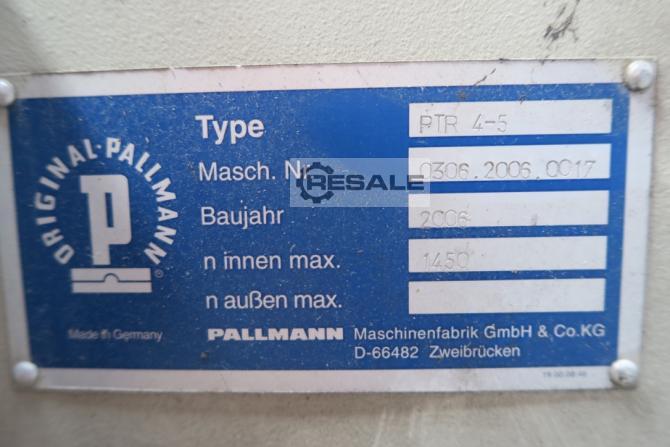 ORIGINAL-PALLMANN
P
®
Made in Germany
Type PTR 4-5
Masch. Nr. 0306.2006.0017
RESALE
Baujahr 2006
n innen max. 1450
n außen max.
PALLMANN Maschinenfabrik GmbH & Co.KG
D-66482 Zweibrücken